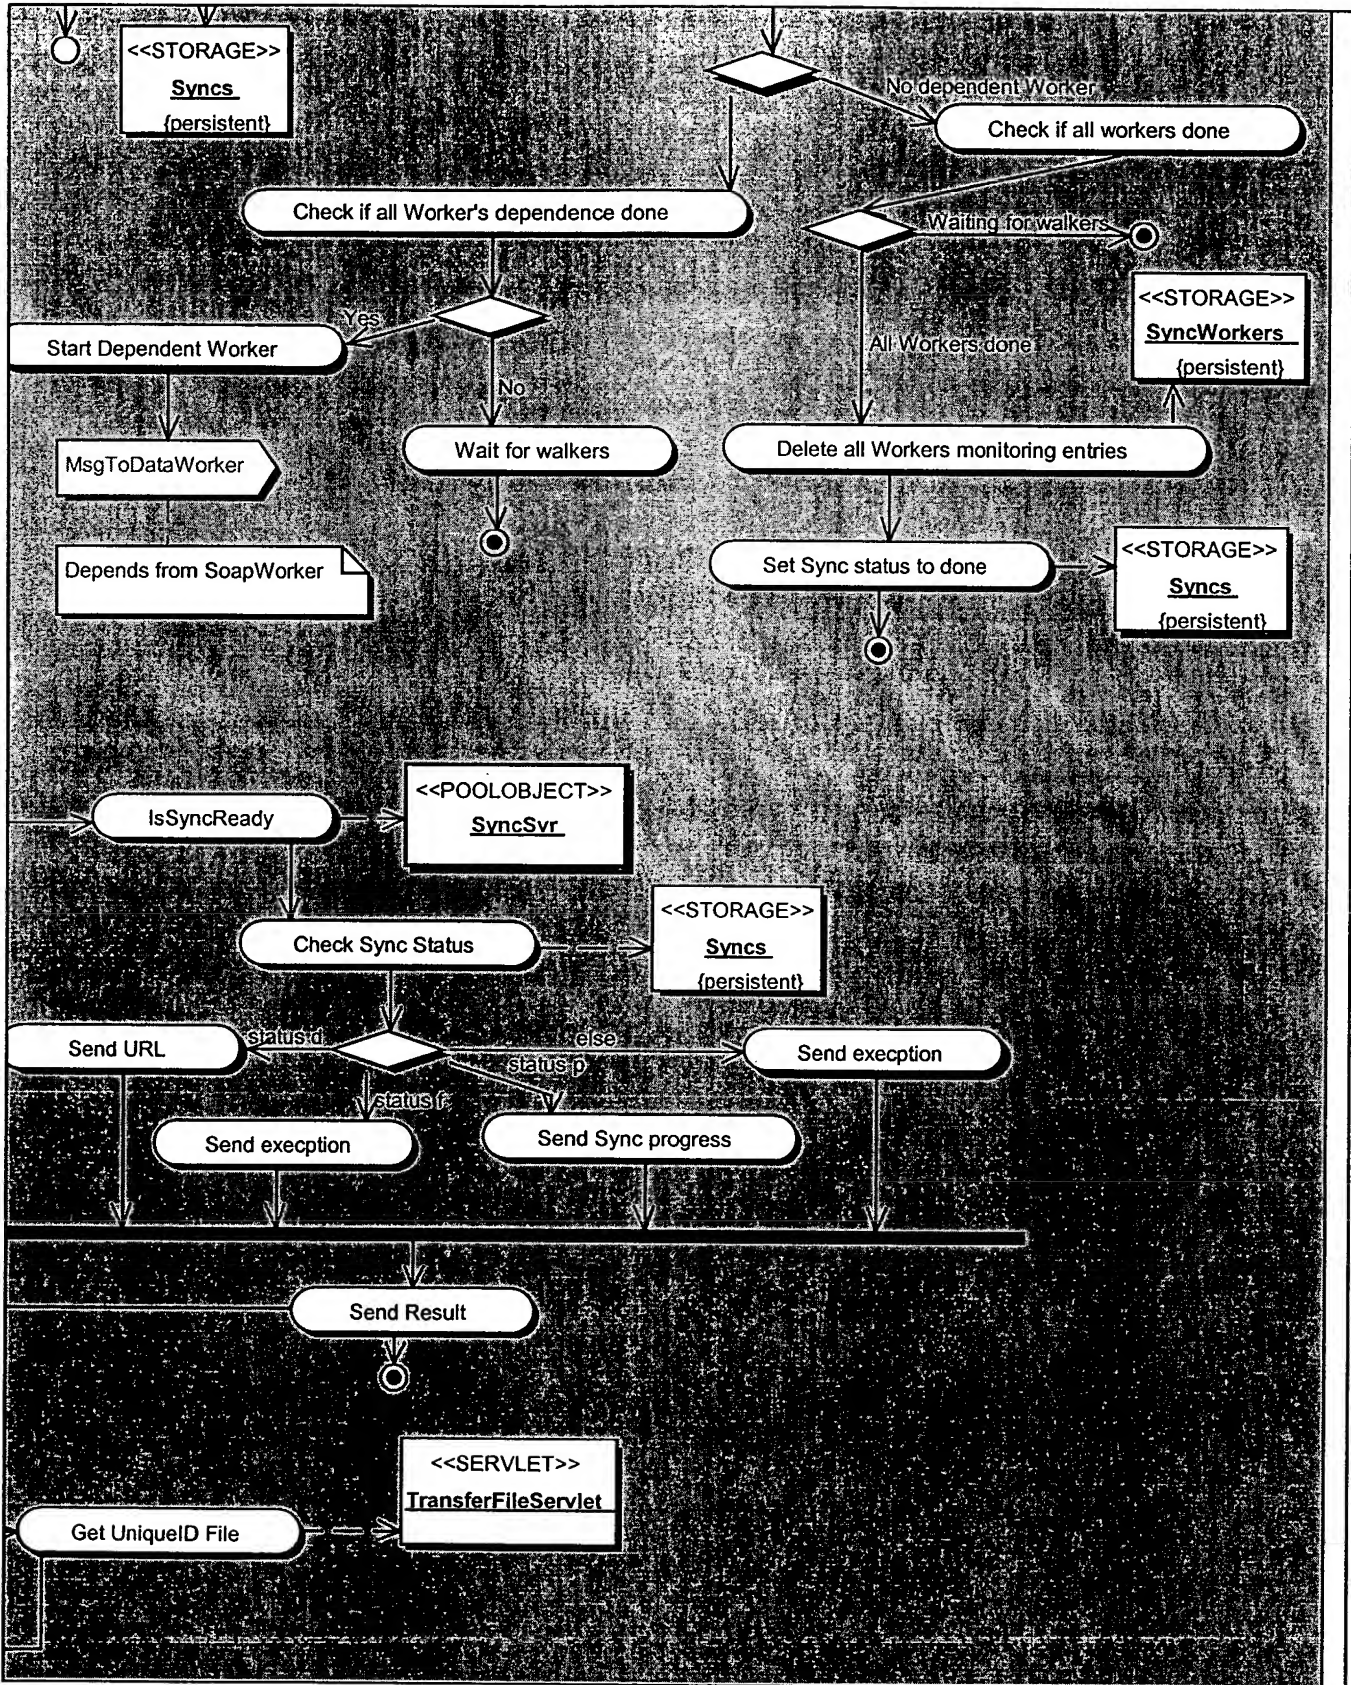 <<STORAGE>>
Syncs
{persistent}
No dependent Worker
Check if all workers done
Check if all Worker's dependence done
Waiting for walkers
<<STORAGE>>
SyncWorkers
{persistent}
Yes
Start Dependent Worker
All Workers done
No
MsgToDataWorker
Wait for walkers
Delete all Workers monitoring entries
Depends from SoapWorker
Set Sync status to done
<<STORAGE>>
Syncs
{persistent}
IsSyncReady
<<POOLOBJECT>>
SyncSvr
Check Sync Status
<<STORAGE>>
Syncs
{persistent}
Send URL
status d
else
status p
Send execption
status f
Send execption
Send Sync progress
Send Result
<<SERVLET>>
TransferFileServlet
Get UniqueID File